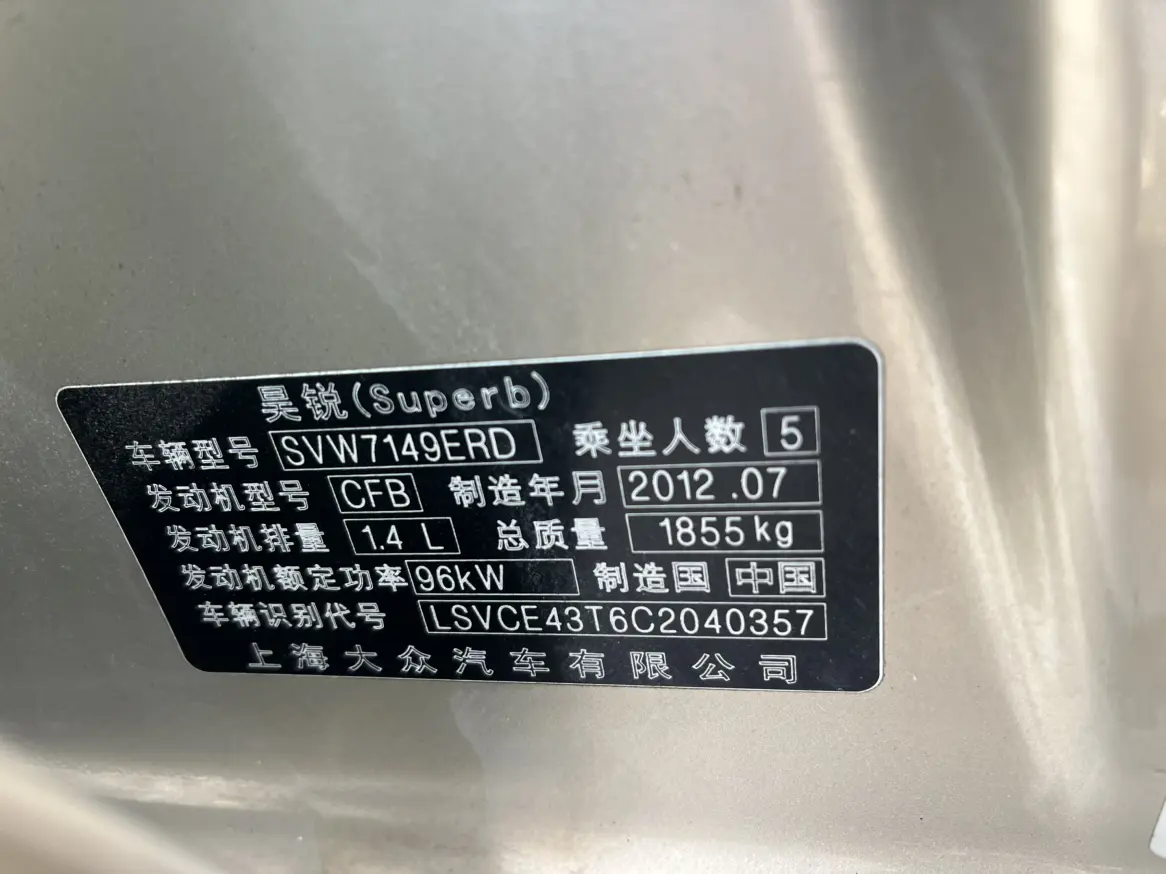 昊锐(Superb)
车辆型号 SVW7149ERD 乘坐人数 5
发动机型号 CFB 制造年月 2012.07
发动机排量 1.4 L 总质量 1855kg
发动机额定功率 96kW 制造国 中国
车辆识别代号 LSVCE43T6C2040357
上海大众汽车有限公司